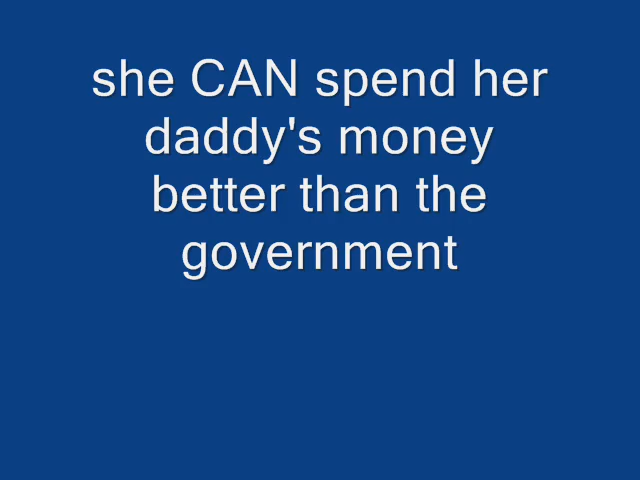 she CAN spend her
daddy's money
better than the
government